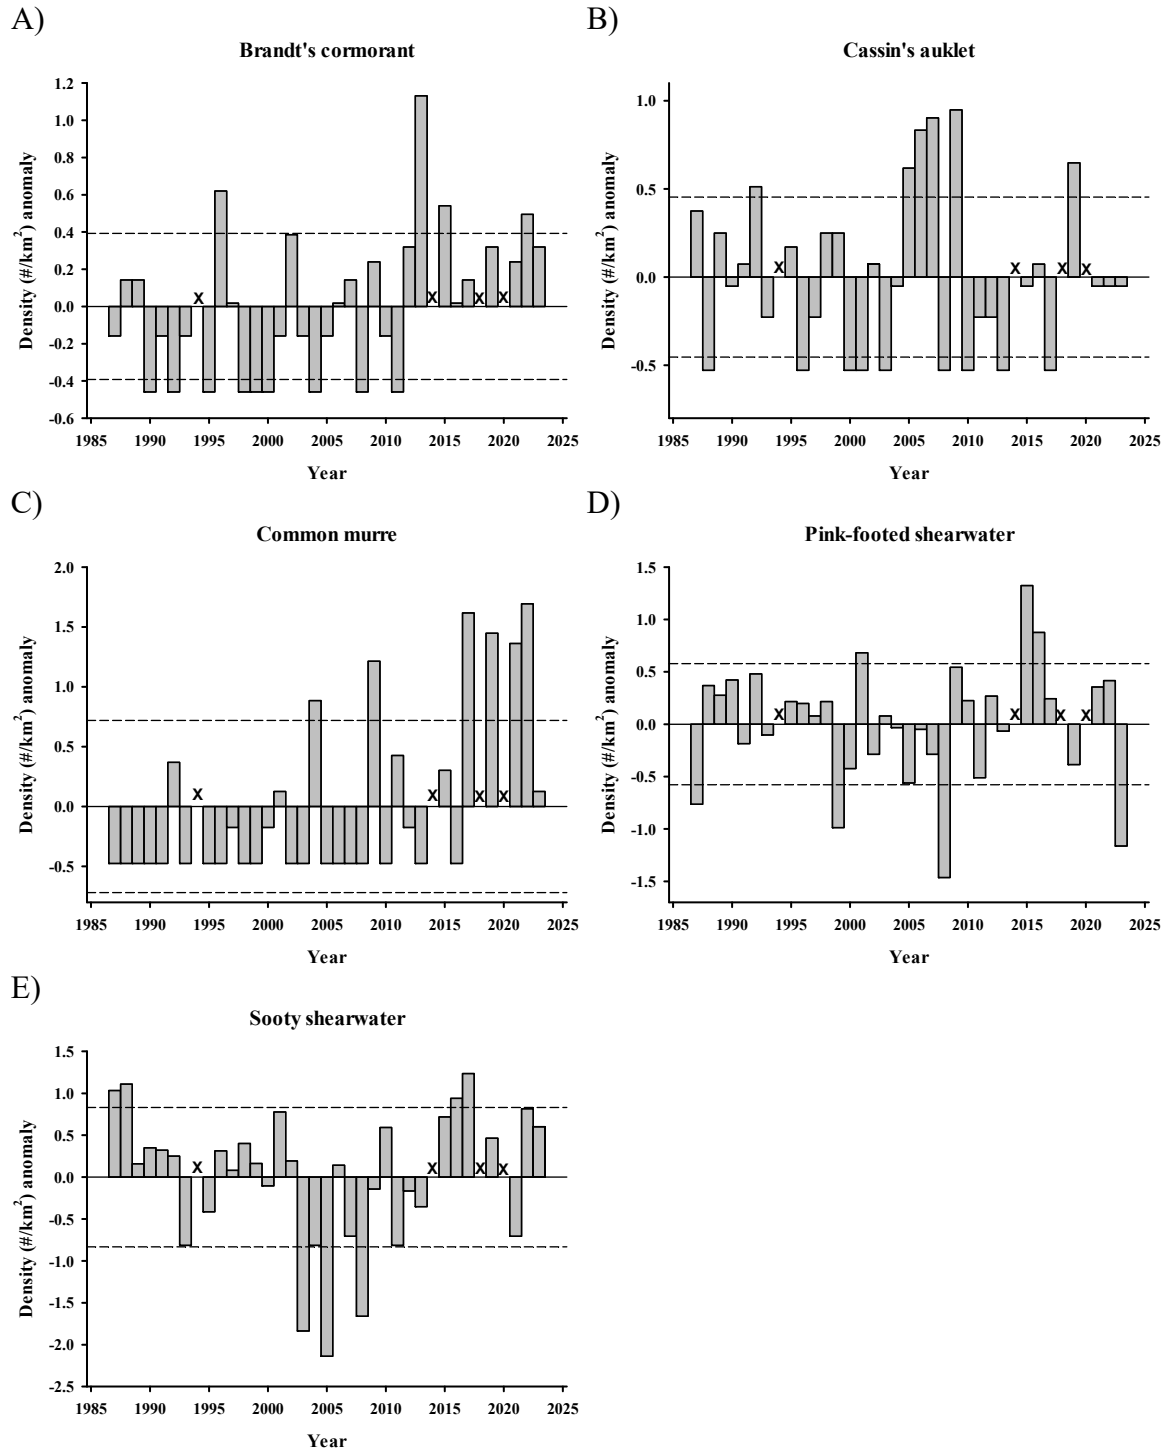 A)
Brandt's cormorant
Density (#/km²) anomaly
1.2
1.0
0.8
0.6
0.4
0.2
0.0
-0.2
-0.4
-0.6
X
X
X
X
1985 1990 1995 2000 2005 2010 2015 2020 2025
Year
B)
Cassin's auklet
Density (#/km²) anomaly
1.0
0.5
0.0
-0.5
X
X
X
X
1985 1990 1995 2000 2005 2010 2015 2020 2025
Year
C)
Common murre
Density (#/km²) anomaly
2.0
1.5
1.0
0.5
0.0
-0.5
X
X
X
X
1985 1990 1995 2000 2005 2010 2015 2020 2025
Year
D)
Pink-footed shearwater
Density (#/km²) anomaly
1.5
1.0
0.5
0.0
-0.5
-1.0
-1.5
X
X
X
X
1985 1990 1995 2000 2005 2010 2015 2020 2025
Year
E)
Sooty shearwater
Density (#/km²) anomaly
1.5
1.0
0.5
0.0
-0.5
-1.0
-1.5
-2.0
-2.5
X
X
X
X
1985 1990 1995 2000 2005 2010 2015 2020 2025
Year